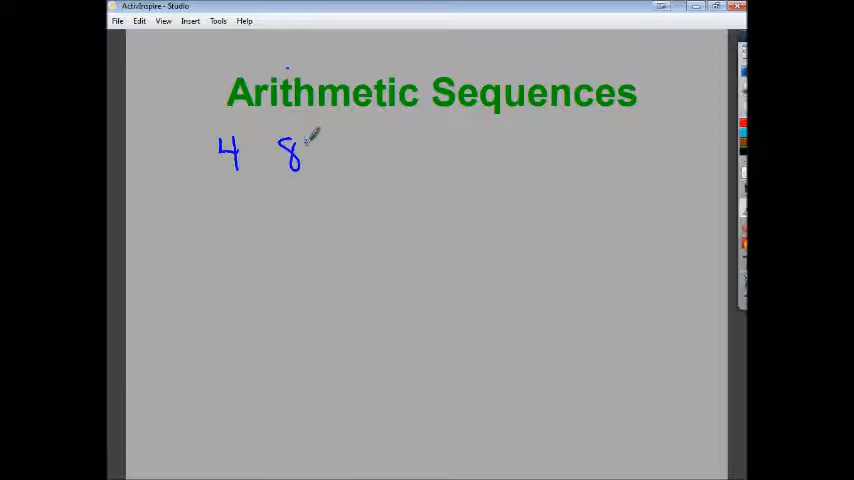 ActivInspire - Studio
File Edit View Insert Tools Help
Arithmetic Sequences
4 8